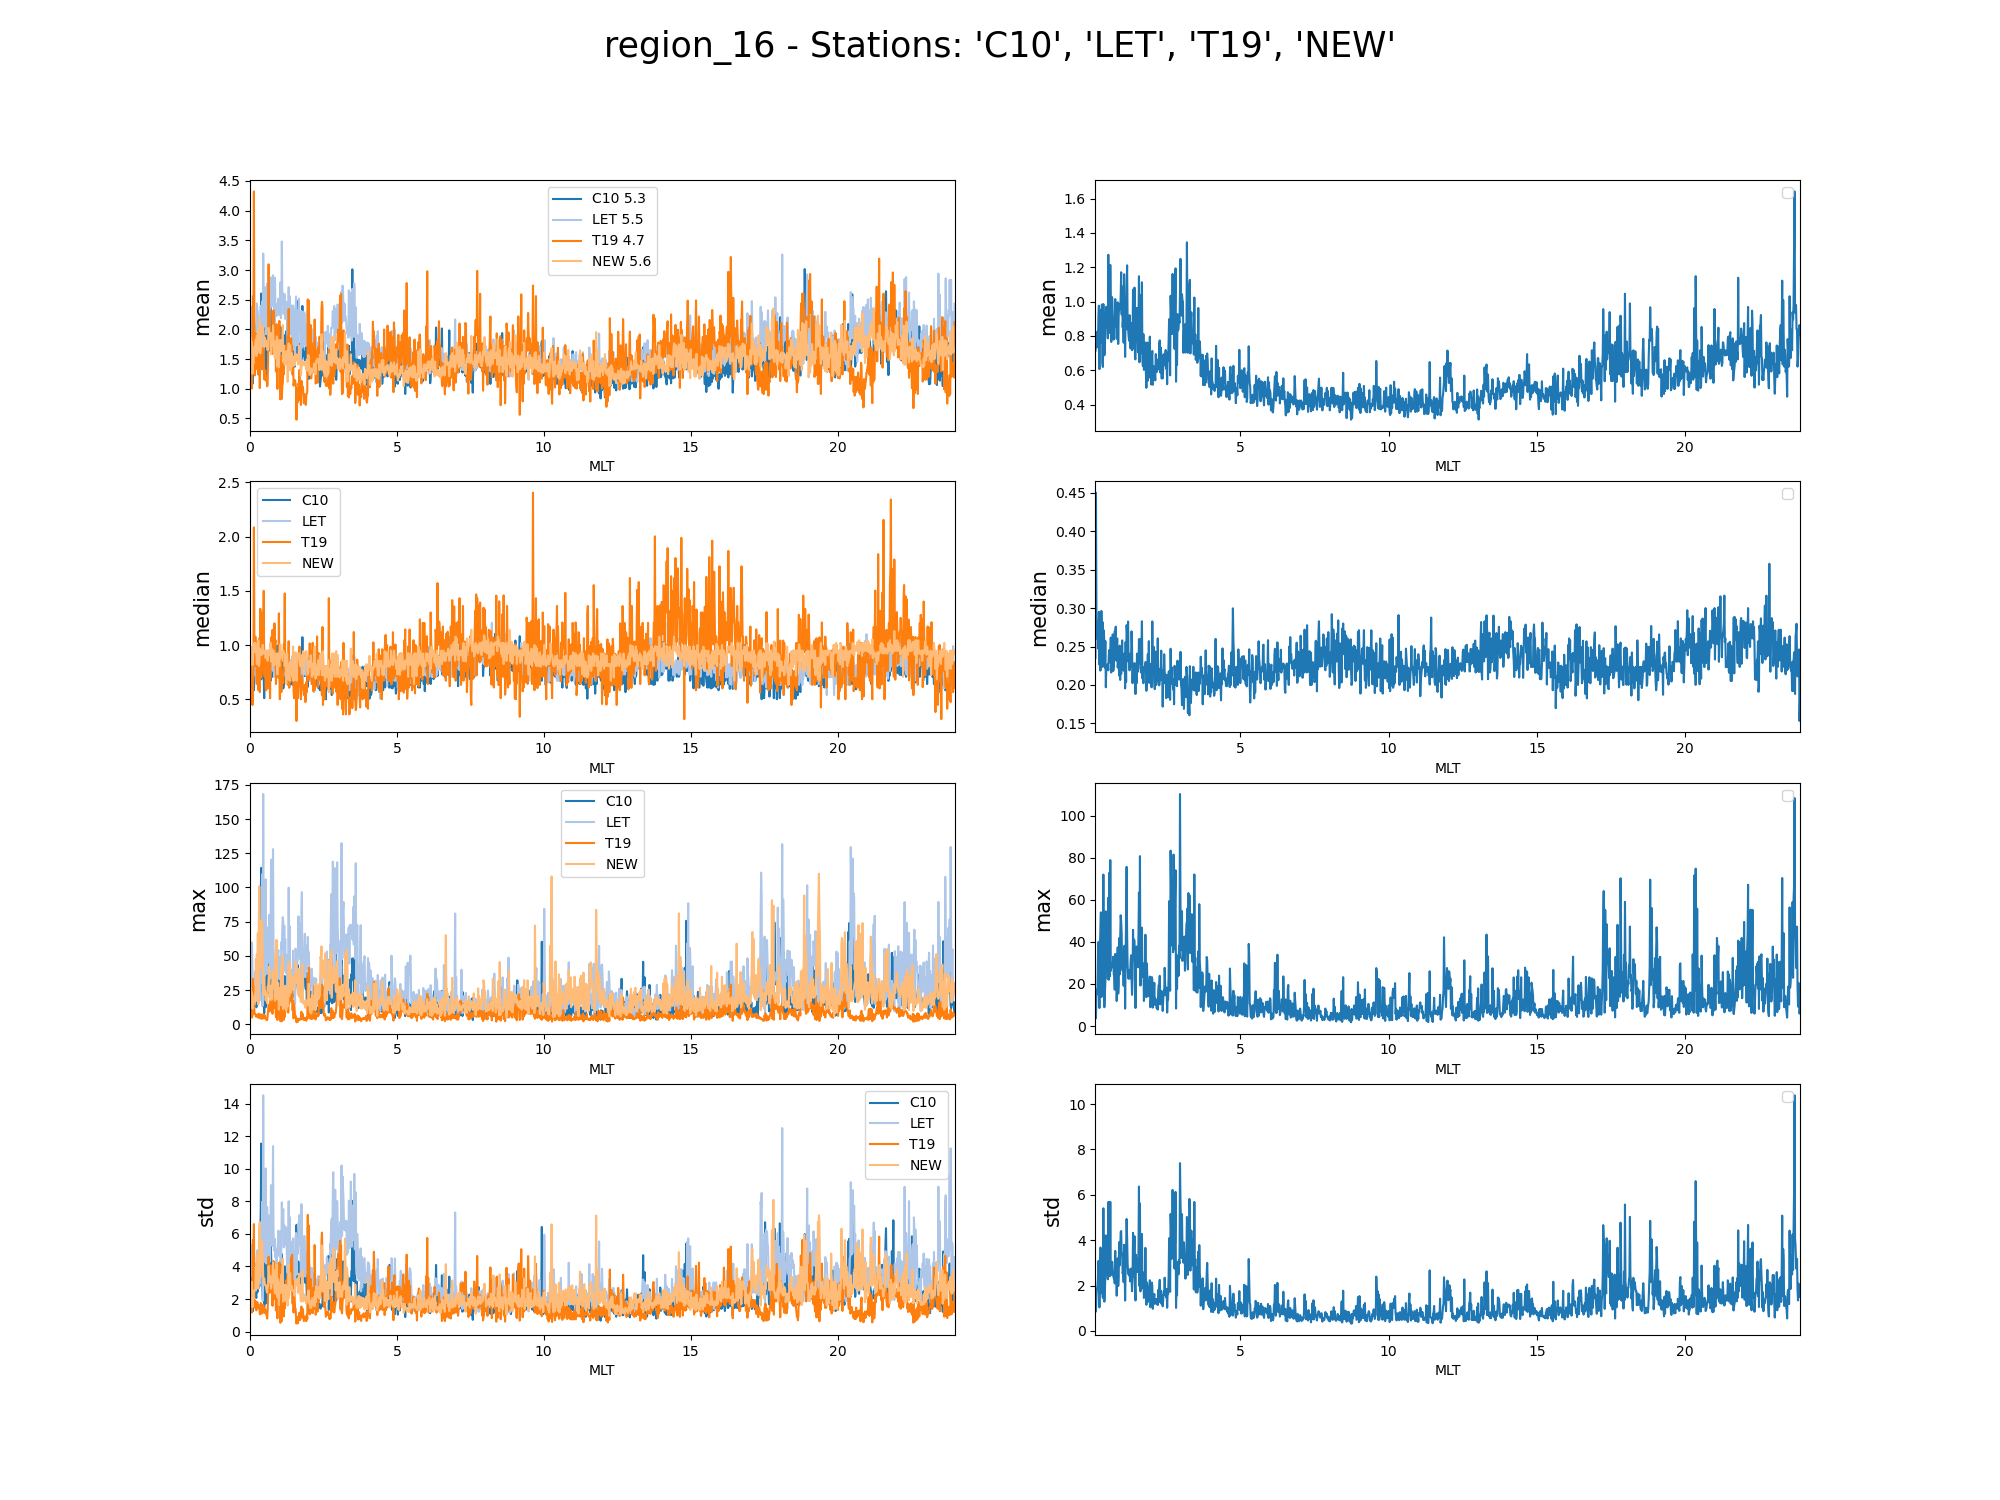 region_16 - Stations: 'C10', 'LET', 'T19', 'NEW'
mean
4.5
4.0
3.5
3.0
2.5
2.0
1.5
1.0
0.5
C10 5.3
LET 5.5
T19 4.7
NEW 5.6
0 5 10 15 20
MLT
mean
1.6
1.4
1.2
1.0
0.8
0.6
0.4
5 10 15 20
MLT
median
2.5
2.0
1.5
1.0
0.5
C10
LET
T19
NEW
0 5 10 15 20
MLT
median
0.45
0.40
0.35
0.30
0.25
0.20
0.15
5 10 15 20
MLT
max
175
150
125
100
75
50
25
0
C10
LET
T19
NEW
0 5 10 15 20
MLT
max
100
80
60
40
20
0
5 10 15 20
MLT
std
14
12
10
8
6
4
2
0
C10
LET
T19
NEW
0 5 10 15 20
MLT
std
10
8
6
4
2
0
5 10 15 20
MLT